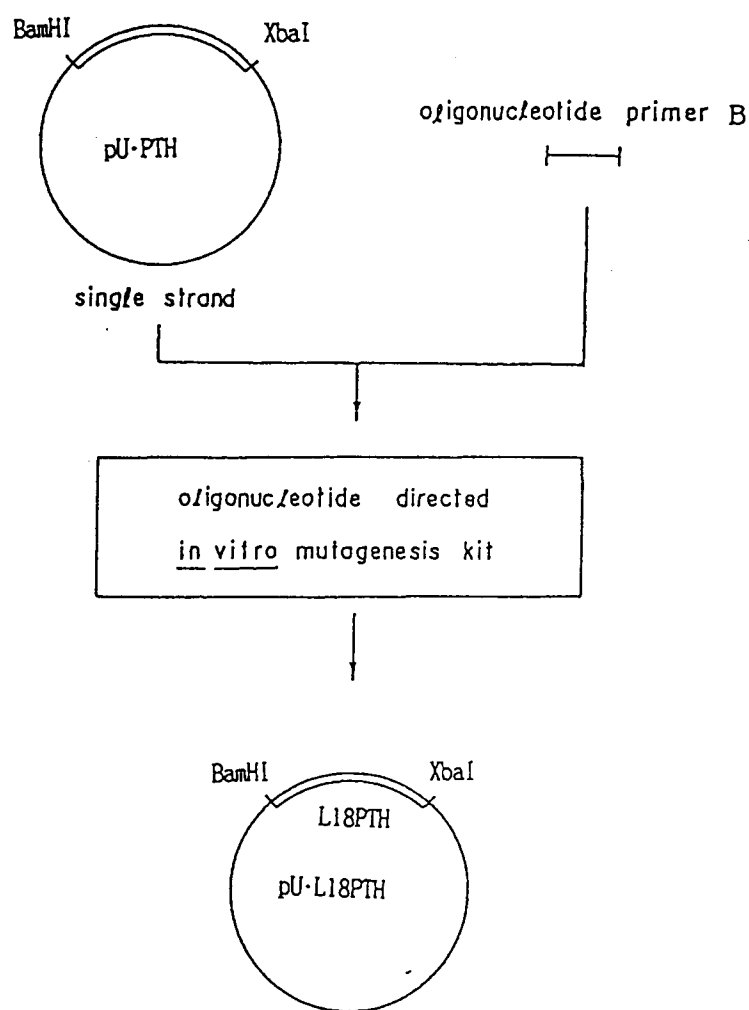 BamHI XbaI
pU·PTH
oligonucleotide primer B
single strand
oligonucleotide directed
in vitro mutagenesis kit
BamHI XbaI
L18PTH
pU·L18PTH